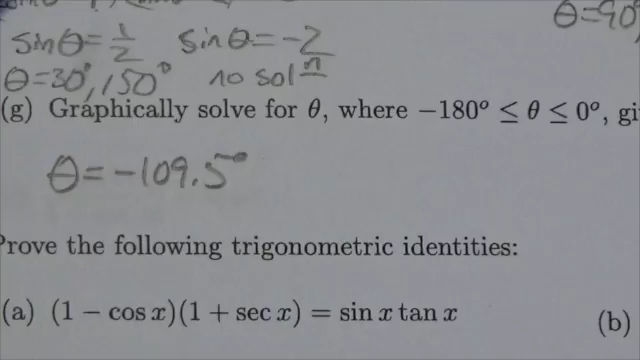 θ=90
sinθ=1/2 sinθ=-2
θ=30°,150° no solⁿ
(g) Graphically solve for θ, where −180° ≤ θ ≤ 0°, gi
θ=-109.5°
Prove the following trigonometric identities:
(a) (1 − cos x)(1 + sec x) = sin x tan x (b)